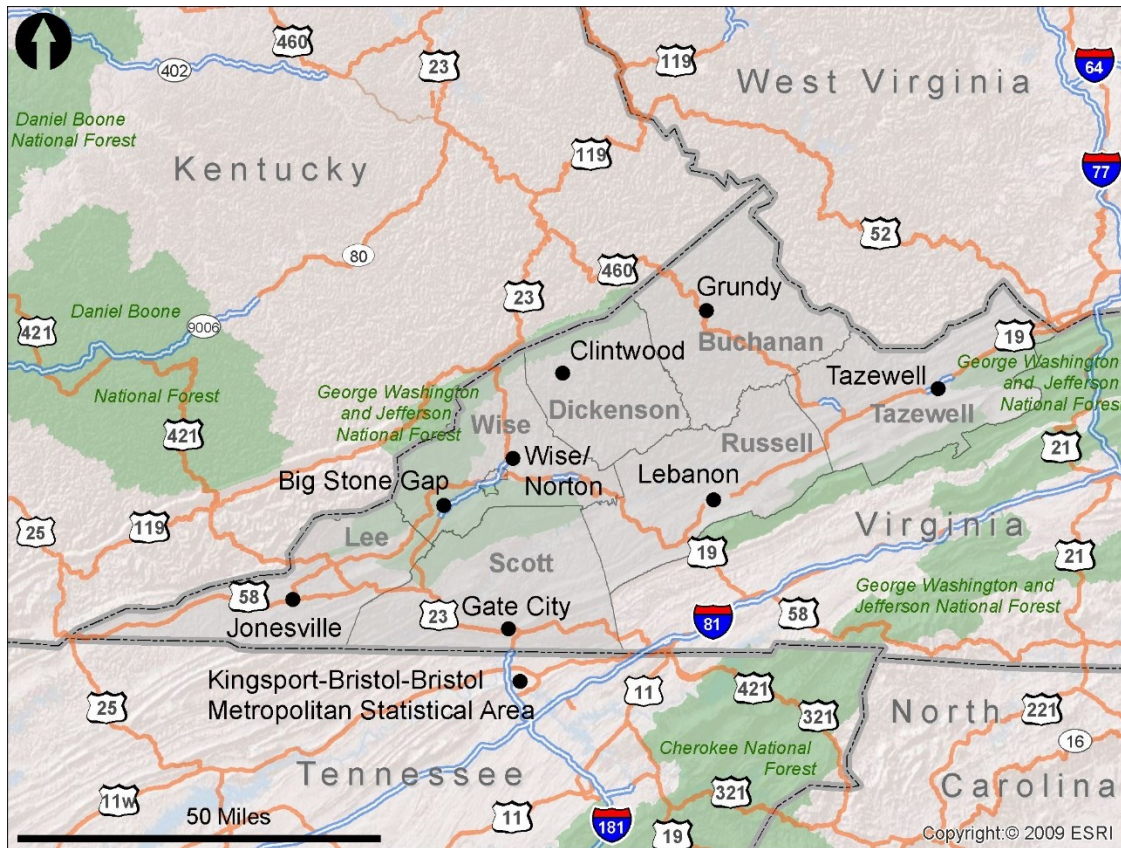 460
402
23
119
West Virginia
64
Daniel Boone
National Forest
Kentucky
119
77
52
80
460
23
Grundy
421
Daniel Boone
9006
Buchanan
19
Clintwood
George Washington
and Jefferson
National Forest
Tazewell
National Forest
George Washington
and Jefferson
National Forest
Dickenson
Tazewell
Wise
421
Russell
21
Wise/
Norton
Big Stone Gap
Lebanon
Virginia
25
119
Lee
19
21
Scott
George Washington and
Jefferson National Forest
58
Jonesville
23
Gate City
81
58
Kingsport-Bristol-Bristol
Metropolitan Statistical Area
25
11
421
321
North
221
16
Cherokee National
Forest
Tennessee
Carolina
11w
50 Miles
11
181
321
19
Copyright:© 2009 ESRI